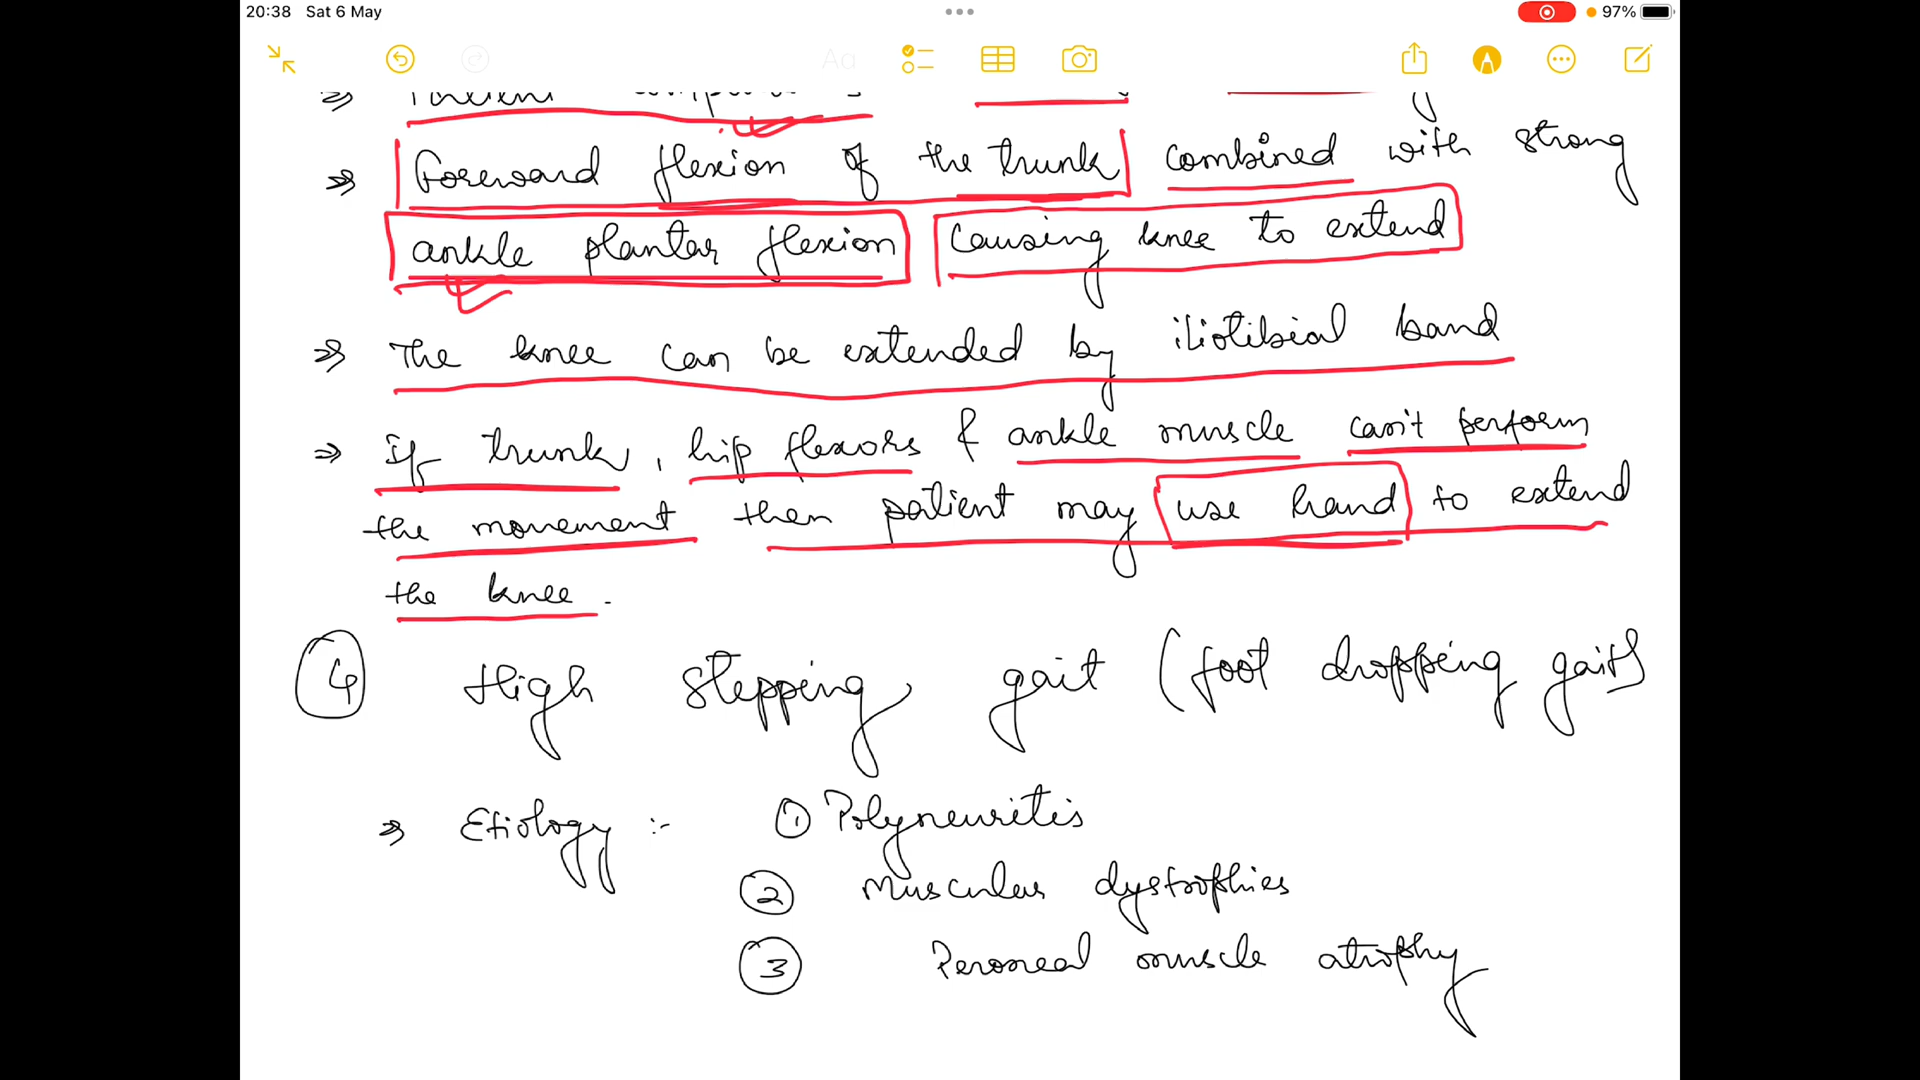 20:38 Sat 6 May 97%
Aa
⇒ Patient
⇒ Foreward flexion of the trunk combined with strong
ankle plantar flexion causing knee to extend
⇒ The knee can be extended by iliotibial band
⇒ If trunk, hip flexors & ankle muscle can't perform
the movement then patient may use hand to extend
the knee.
④ High stepping gait (foot dropping gait)
⇒ Etiology :- ① Polyneuritis
② Muscular dystrophies
③ Peroneal muscle atrophy